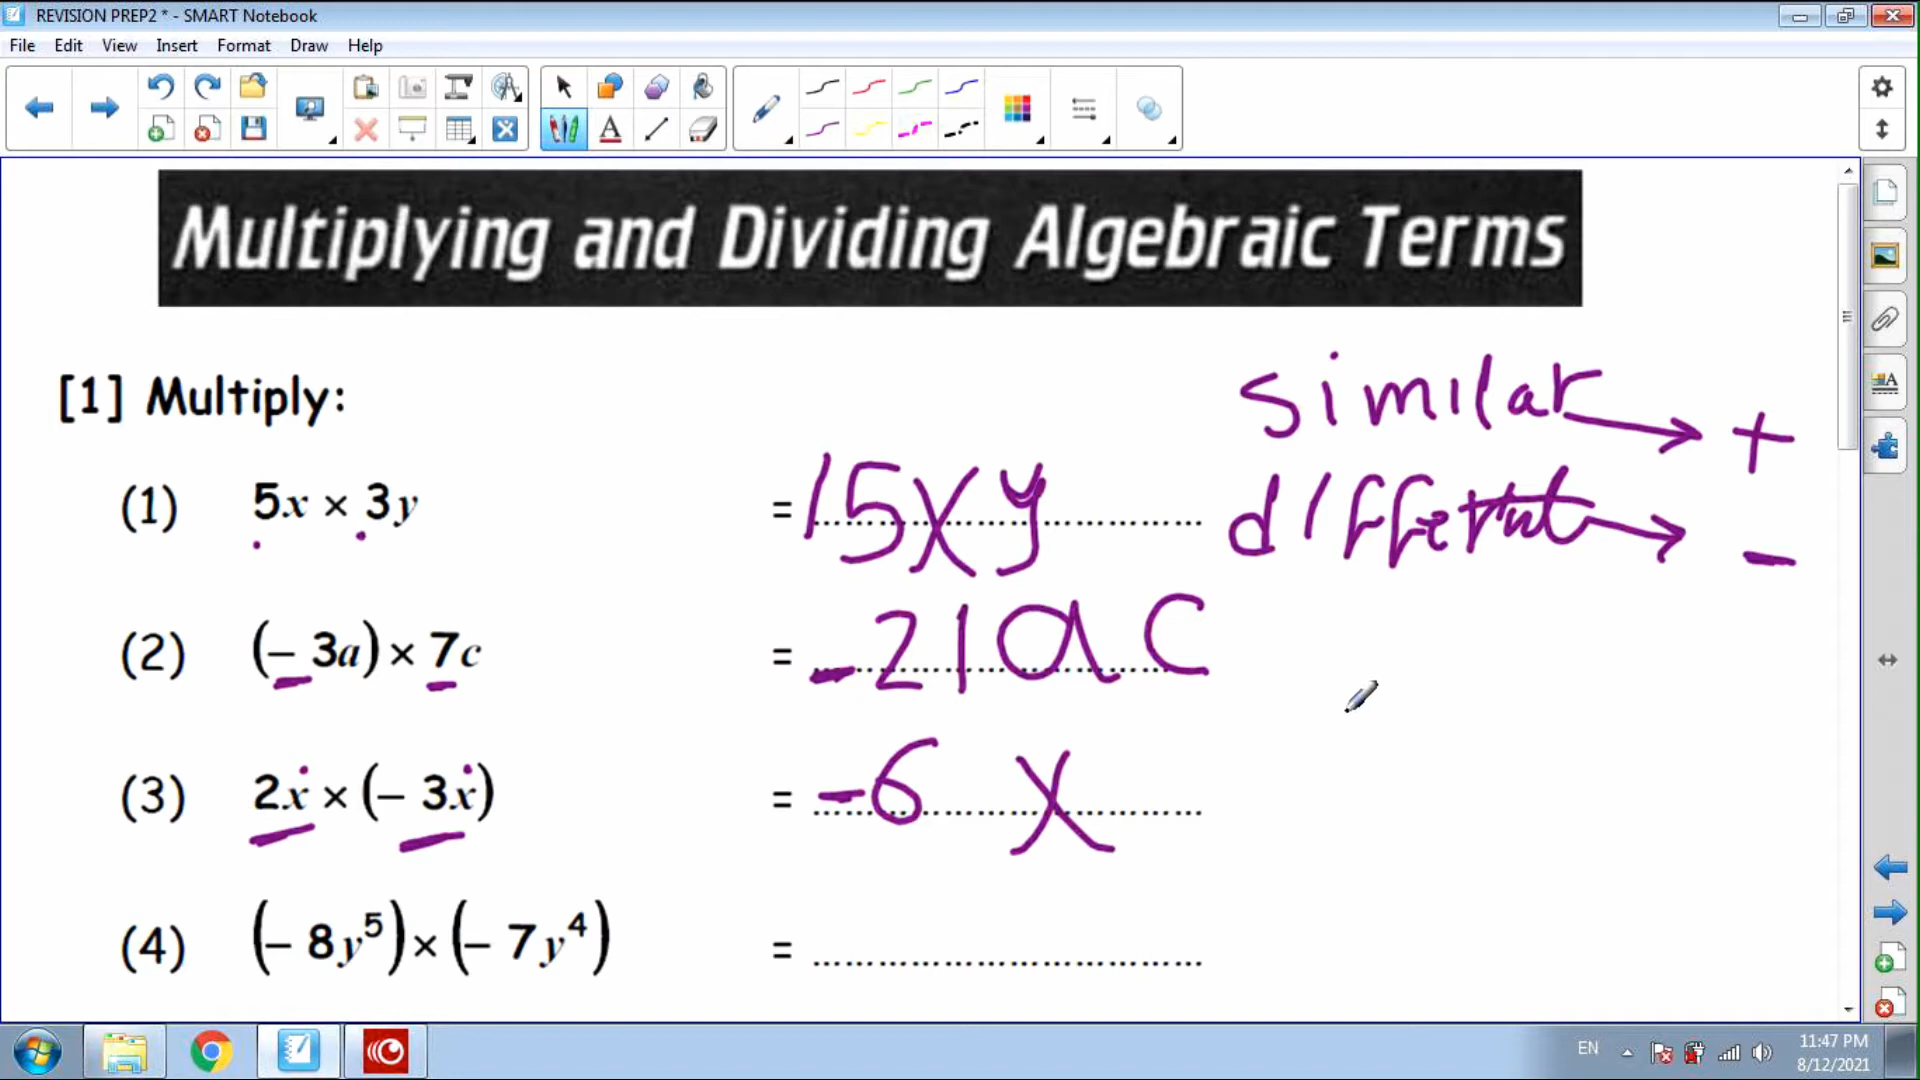 REVISION PREP2 * - SMART Notebook
File Edit View Insert Format Draw Help
Multiplying and Dividing Algebraic Terms
[1] Multiply:
similar → +
different → -
(1) 5x × 3y = 15xy
(2) (- 3a) × 7c = -21ac
(3) 2x × (- 3x) = -6 x
(4) (- 8y⁵) × (- 7y⁴) = ........................................
EN
11:47 PM
8/12/2021